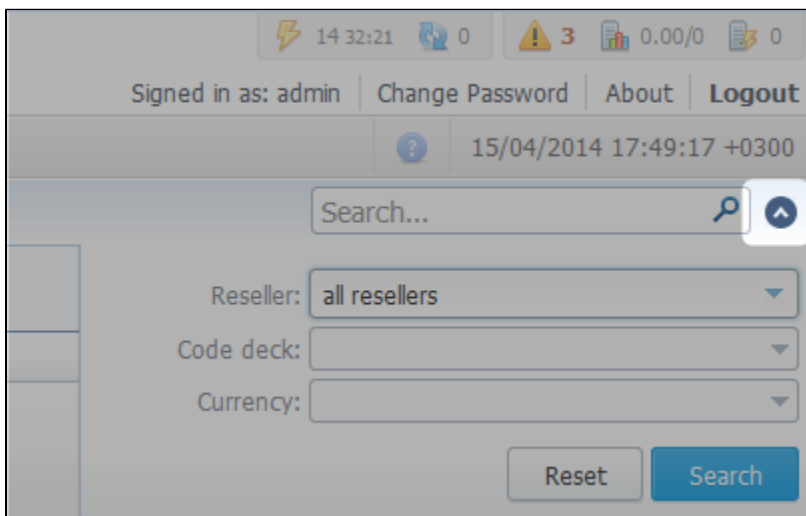 14 32:21 0 3 0.00/0 0
Signed in as: admin Change Password About Logout
? 15/04/2014 17:49:17 +0300
Search...
Reseller: all resellers
Code deck:
Currency:
Reset Search